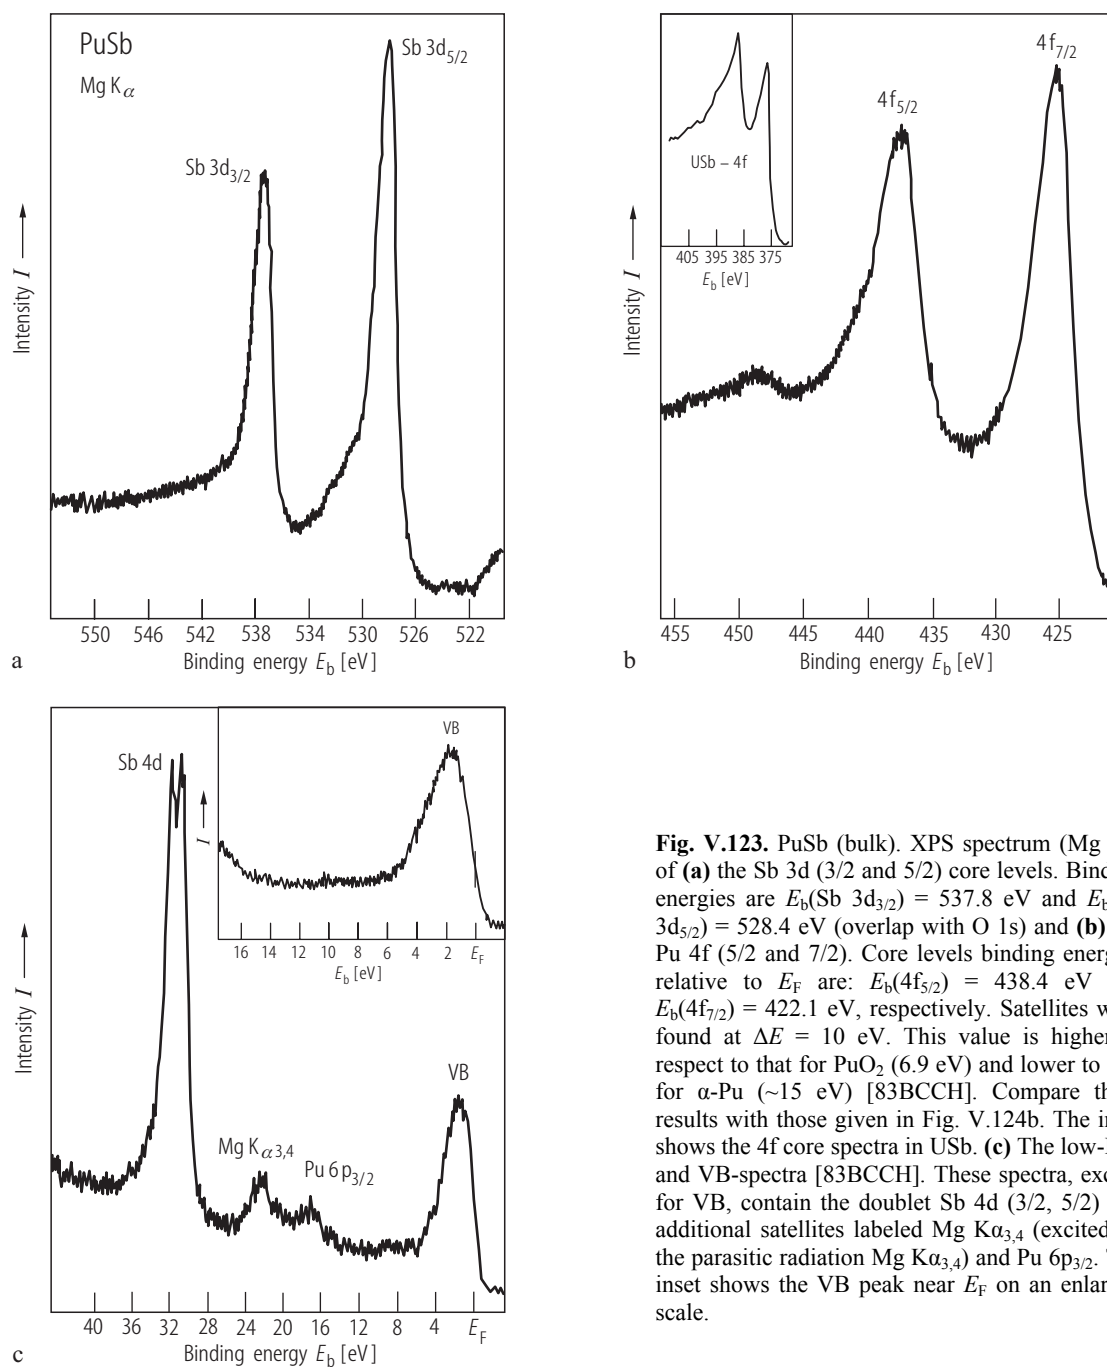 PuSb
Mg Kα
Sb 3d5/2
Sb 3d3/2
Intensity I
550 546 542 538 534 530 526 522
Binding energy Eb [eV]
a
4f7/2
4f5/2
USb – 4f
405 395 385 375
Eb [eV]
Intensity I
455 450 445 440 435 430 425
Binding energy Eb [eV]
b
Sb 4d
VB
I
16 14 12 10 8 6 4 2 EF
Eb [eV]
VB
Mg Kα3,4
Pu 6p3/2
Intensity I
40 36 32 28 24 20 16 12 8 4 EF
Binding energy Eb [eV]
c
Fig. V.123. PuSb (bulk). XPS spectrum (Mg
of (a) the Sb 3d (3/2 and 5/2) core levels. Bind
energies are Eb(Sb 3d3/2) = 537.8 eV and Eb
3d5/2) = 528.4 eV (overlap with O 1s) and (b)
Pu 4f (5/2 and 7/2). Core levels binding energ
relative to EF are: Eb(4f5/2) = 438.4 eV
Eb(4f7/2) = 422.1 eV, respectively. Satellites w
found at ΔE = 10 eV. This value is higher
respect to that for PuO2 (6.9 eV) and lower to
for α-Pu (~15 eV) [83BCCH]. Compare th
results with those given in Fig. V.124b. The in
shows the 4f core spectra in USb. (c) The low-
and VB-spectra [83BCCH]. These spectra, exc
for VB, contain the doublet Sb 4d (3/2, 5/2)
additional satellites labeled Mg Kα3,4 (excited
the parasitic radiation Mg Kα3,4) and Pu 6p3/2.
inset shows the VB peak near EF on an enlar
scale.